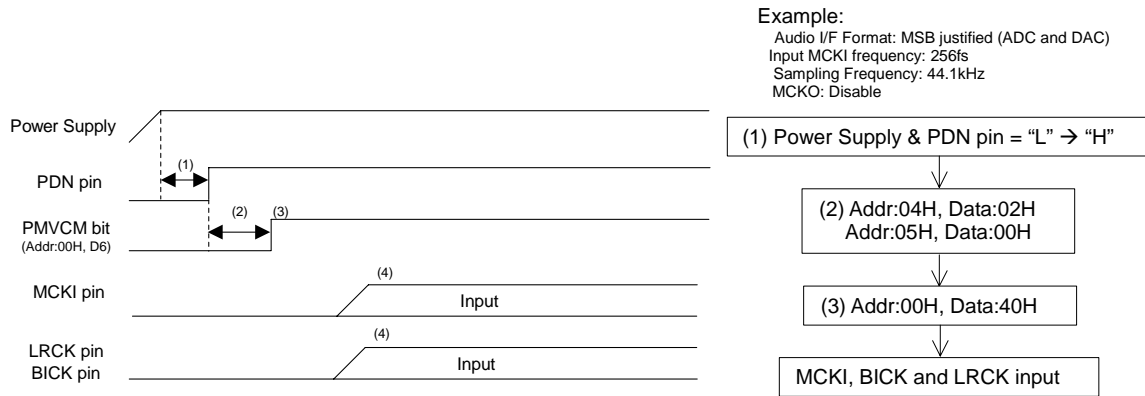 Example:
Audio I/F Format: MSB justified (ADC and DAC)
Input MCKI frequency: 256fs
Sampling Frequency: 44.1kHz
MCKO: Disable
Power Supply
(1)
PDN pin
(2)
(3)
PMVCM bit
(Addr:00H, D6)
(4)
MCKI pin
Input
(4)
LRCK pin
BICK pin
Input
(1) Power Supply & PDN pin = “L” → “H”
(2) Addr:04H, Data:02H
Addr:05H, Data:00H
(3) Addr:00H, Data:40H
MCKI, BICK and LRCK input